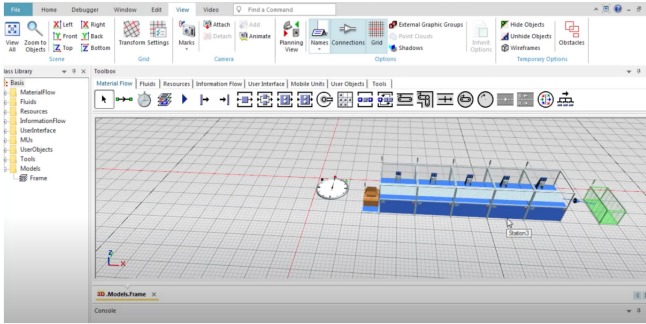 File Home Debugger Window Edit View Video Find a Command
View All
Zoom to Objects
X Left X Right
Y Front Y Back
Z Top Z Bottom
Scene
Transform Settings
Grid
Marks
Attach Add
Detach Animate
Camera
Planning View
Names Connections Grid
External Graphic Groups
Point Clouds
Shadows
Inherit Options
Options
Hide Objects
Unhide Objects
Wireframes
Obstacles
Temporary Options
lass Library
Toolbox
Basis
MaterialFlow
Fluids
Resources
InformationFlow
UserInterface
MUs
UserObjects
Tools
Models
Frame
Material Flow Fluids Resources Information Flow User Interface Mobile Units User Objects Tools
Station3
Z
X
3D .Models.Frame ×
Console